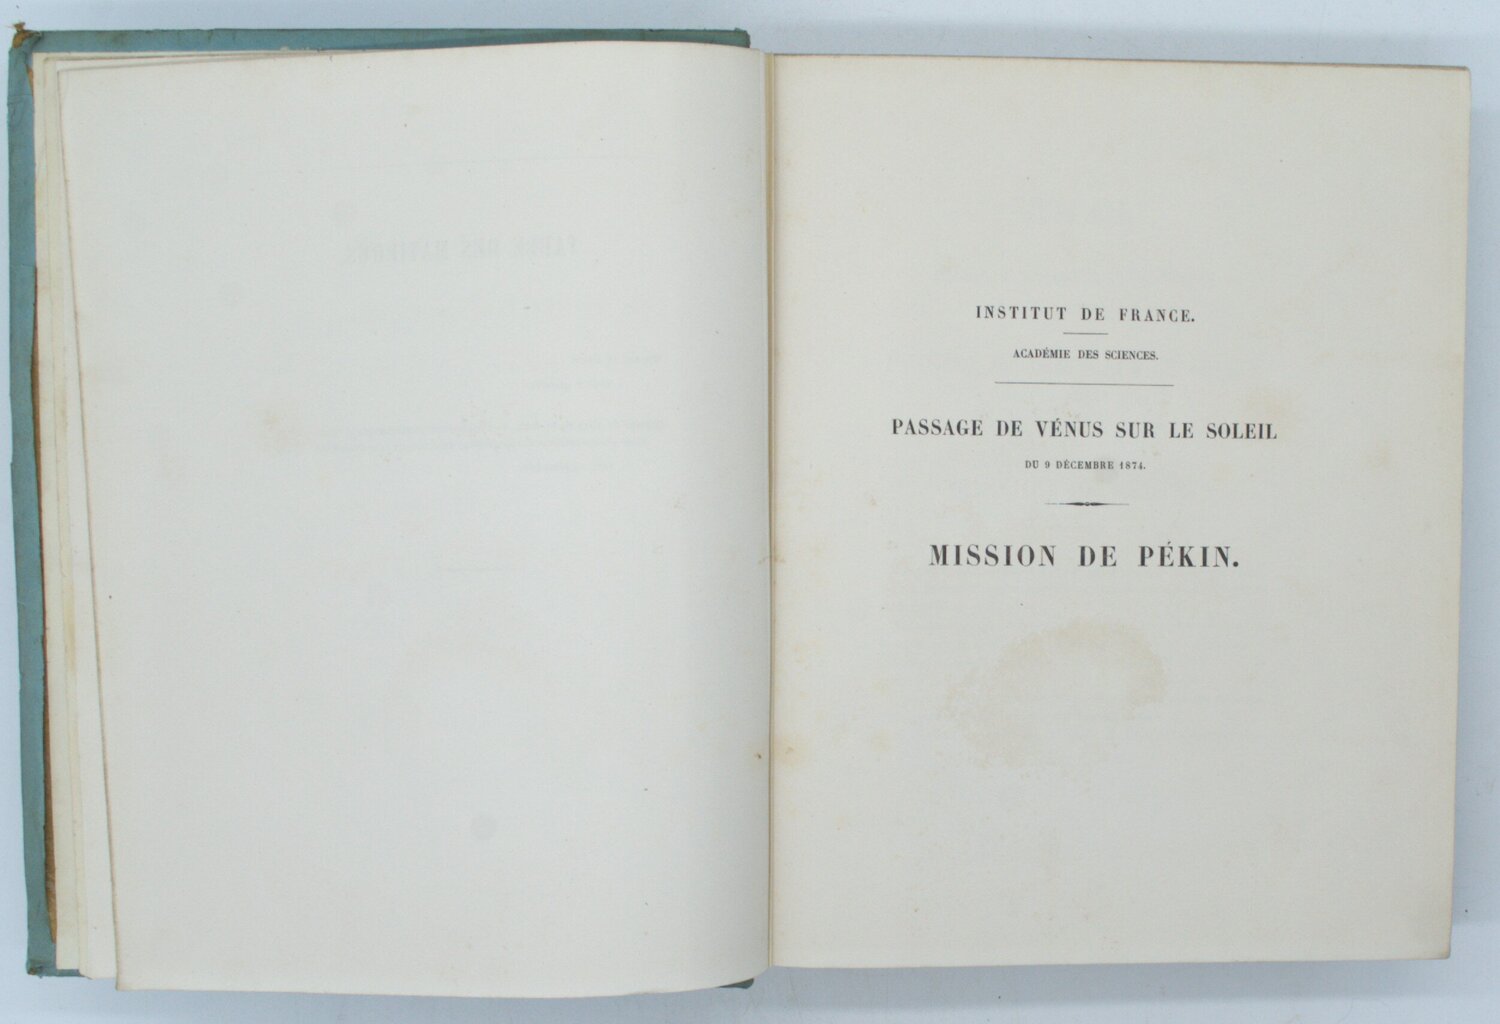 INSTITUT DE FRANCE.
ACADÉMIE DES SCIENCES.
PASSAGE DE VÉNUS SUR LE SOLEIL
DU 9 DÉCEMBRE 1874.
MISSION DE PÉKIN.